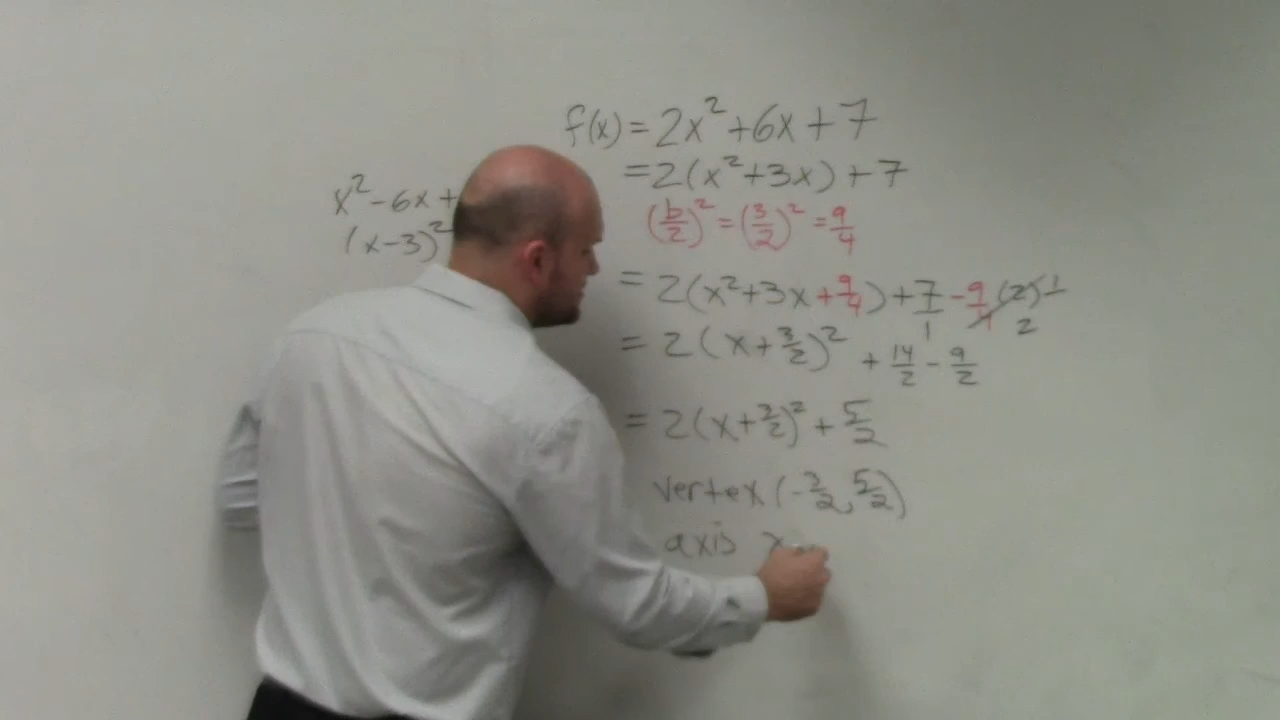 f(x) = 2x² + 6x + 7
= 2(x² + 3x) + 7
(b/2)² = (3/2)² = 9/4
= 2(x² + 3x + 9/4) + 7/1 - 9/4 (2) 1
2
= 2(x + 3/2)² + 14/2 - 9/2
= 2(x + 3/2)² + 5/2
vertex (-3/2, 5/2)
axis x
x² - 6x +
(x - 3)²